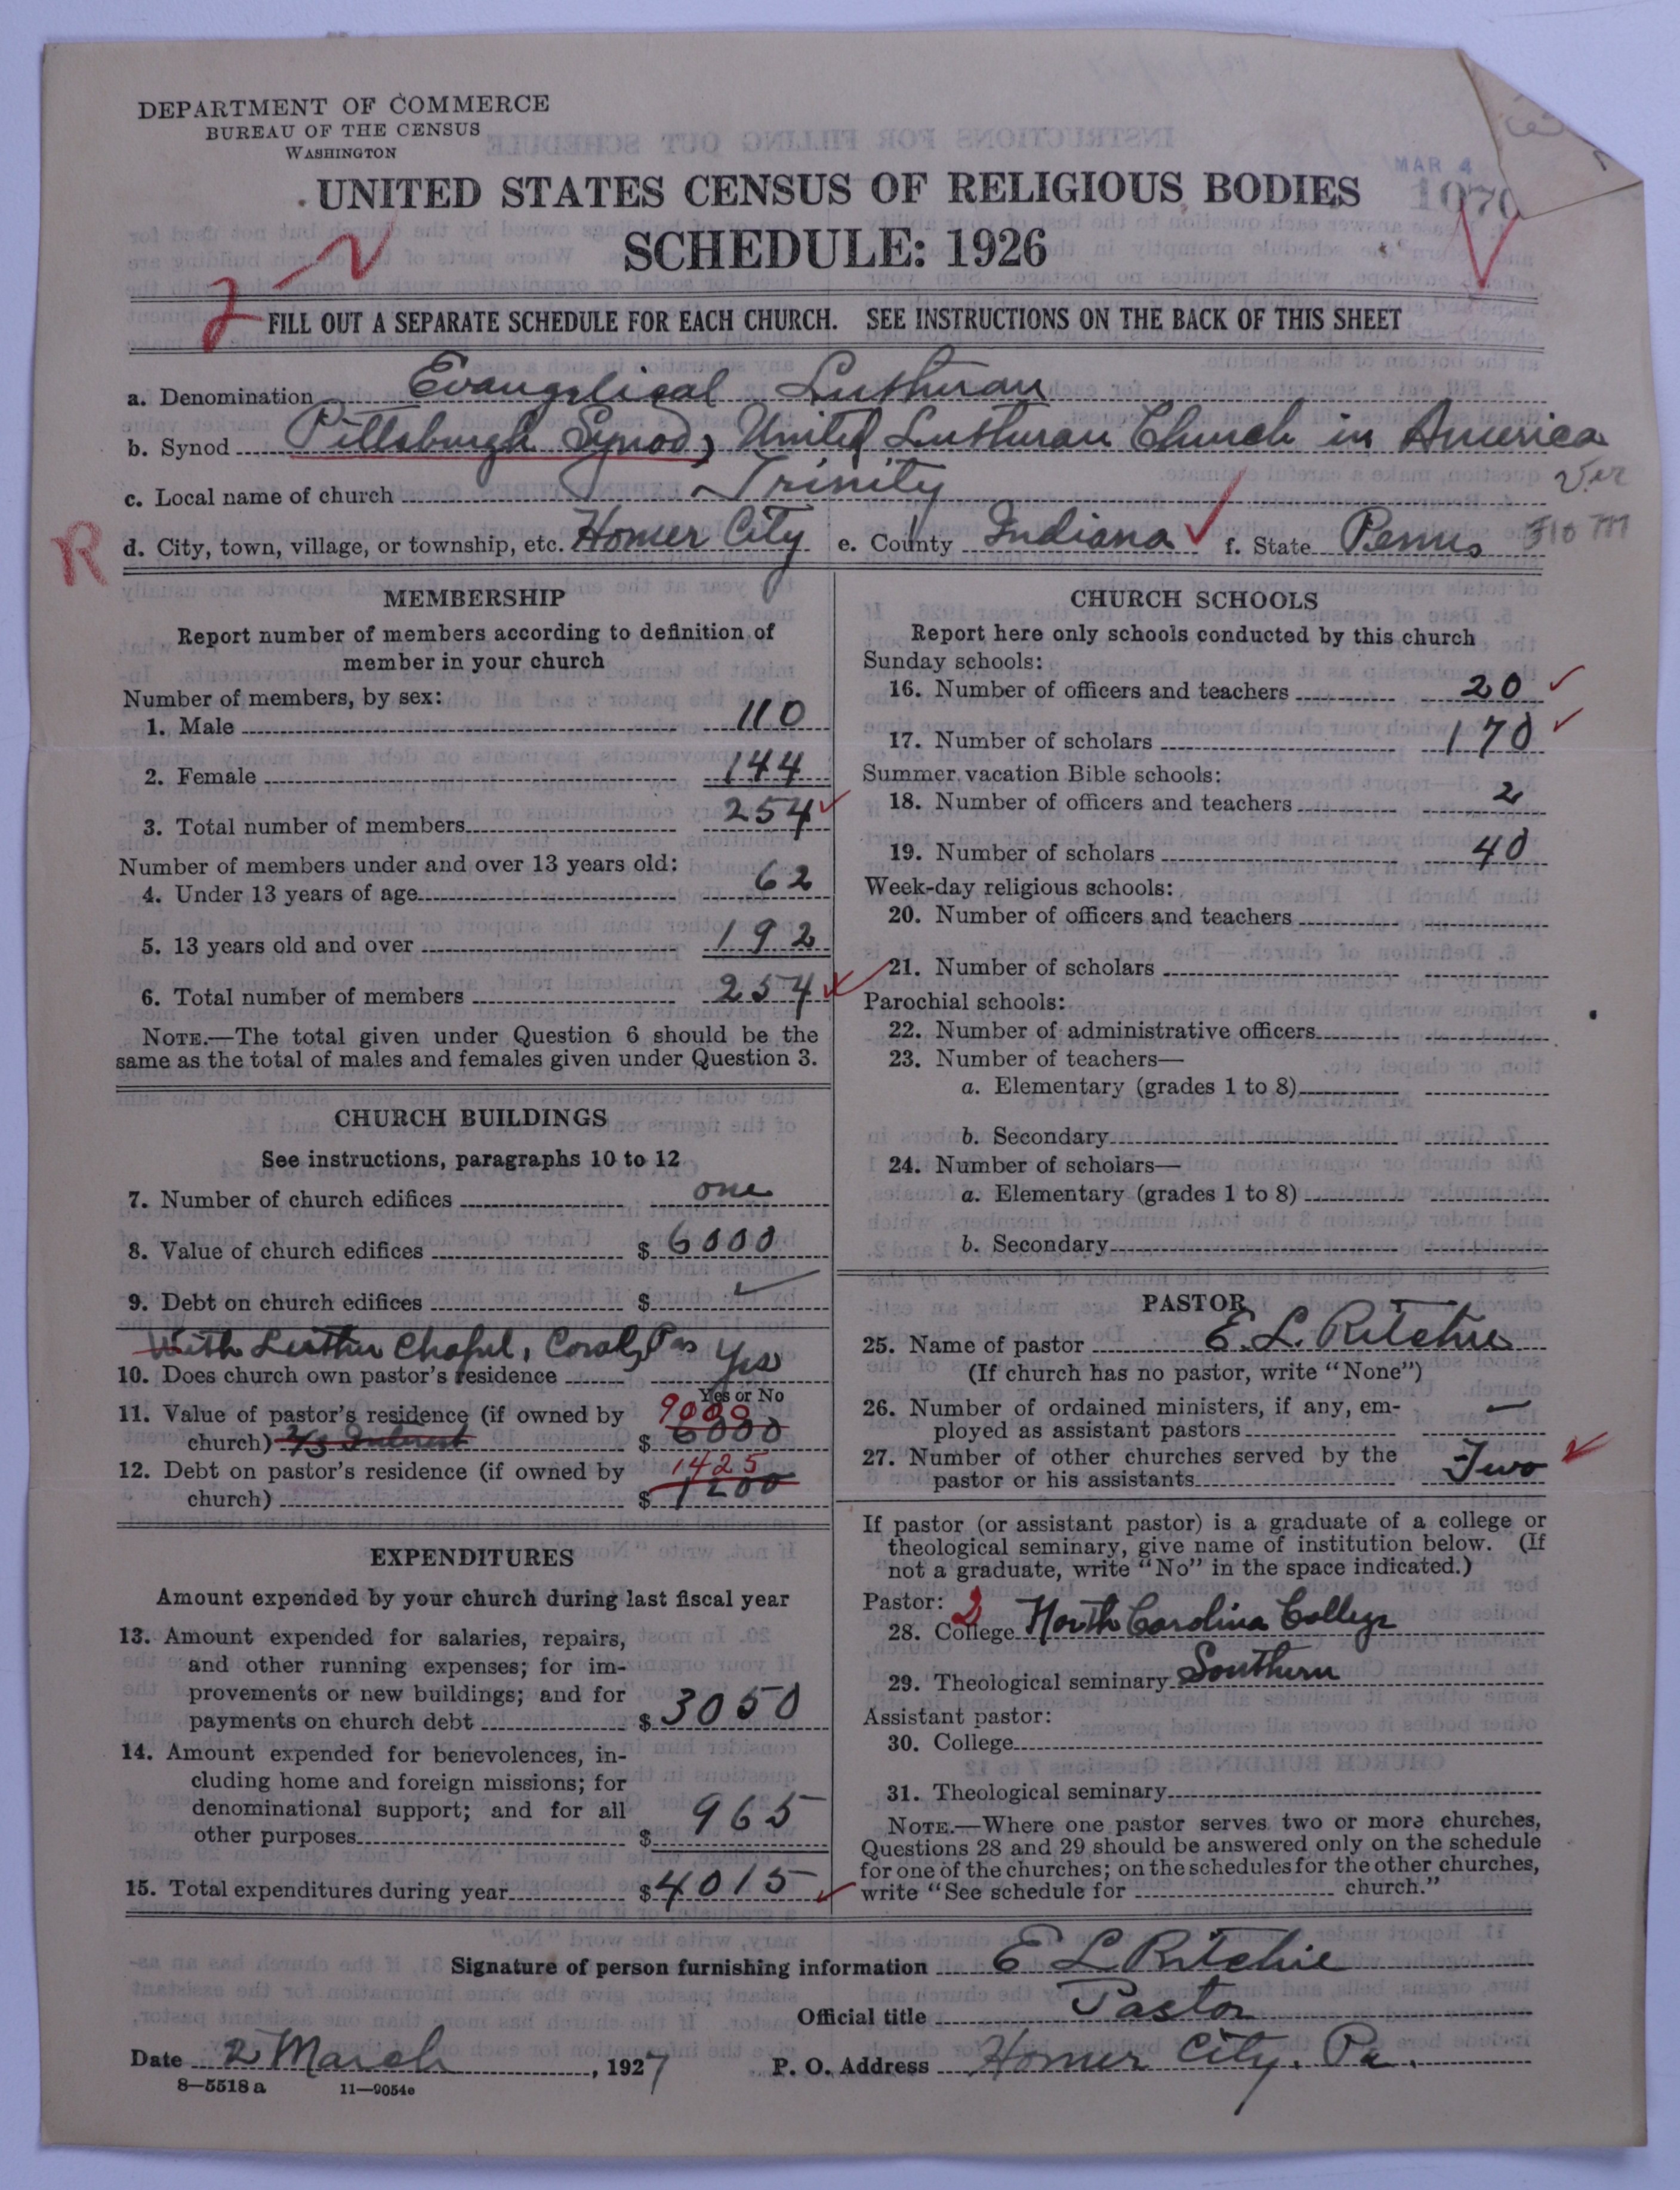 DEPARTMENT OF COMMERCE
BUREAU OF THE CENSUS
WASHINGTON
MAR 4
UNITED STATES CENSUS OF RELIGIOUS BODIES
SCHEDULE: 1926
FILL OUT A SEPARATE SCHEDULE FOR EACH CHURCH. SEE INSTRUCTIONS ON THE BACK OF THIS SHEET
a. Denomination Evangelical Lutheran
b. Synod Pittsburgh Synod, United Lutheran Church in America
c. Local name of church Trinity
R d. City, town, village, or township, etc. Homer City e. County Indiana f. State Penna
MEMBERSHIP
Report number of members according to definition of
member in your church
Number of members, by sex:
1. Male 110
2. Female 144
3. Total number of members 254
Number of members under and over 13 years old:
4. Under 13 years of age 62
5. 13 years old and over 192
6. Total number of members 254
NOTE.—The total given under Question 6 should be the
same as the total of males and females given under Question 3.
CHURCH BUILDINGS
See instructions, paragraphs 10 to 12
7. Number of church edifices one
8. Value of church edifices $ 6000
9. Debt on church edifices $
With Luther Chapel, Coral, Pa
10. Does church own pastor's residence Yes
Yes or No
11. Value of pastor's residence (if owned by 9000
church) 2/3 Interest $ 6000
12. Debt on pastor's residence (if owned by 1425
church) $ 1200
EXPENDITURES
Amount expended by your church during last fiscal year
13. Amount expended for salaries, repairs,
and other running expenses; for im-
provements or new buildings; and for
payments on church debt $ 3050
14. Amount expended for benevolences, in-
cluding home and foreign missions; for
denominational support; and for all
other purposes $ 965
15. Total expenditures during year $ 4015
CHURCH SCHOOLS
Report here only schools conducted by this church
Sunday schools:
16. Number of officers and teachers 20
17. Number of scholars 170
Summer vacation Bible schools:
18. Number of officers and teachers 2
19. Number of scholars 40
Week-day religious schools:
20. Number of officers and teachers
21. Number of scholars
Parochial schools:
22. Number of administrative officers
23. Number of teachers—
a. Elementary (grades 1 to 8)
b. Secondary
24. Number of scholars—
a. Elementary (grades 1 to 8)
b. Secondary
PASTOR
25. Name of pastor E. L. Ritchie
(If church has no pastor, write "None")
26. Number of ordained ministers, if any, em-
ployed as assistant pastors —
27. Number of other churches served by the
pastor or his assistants Two
If pastor (or assistant pastor) is a graduate of a college or
theological seminary, give name of institution below. (If
not a graduate, write "No" in the space indicated.)
Pastor: 2
28. College North Carolina College
29. Theological seminary Southern
Assistant pastor:
30. College
31. Theological seminary
NOTE.—Where one pastor serves two or more churches,
Questions 28 and 29 should be answered only on the schedule
for one of the churches; on the schedules for the other churches,
write "See schedule for church."
Signature of person furnishing information E L Ritchie
Official title Pastor
Date 2 March, 1927 P. O. Address Homer City, Pa.
8—5518 a 11—9054e